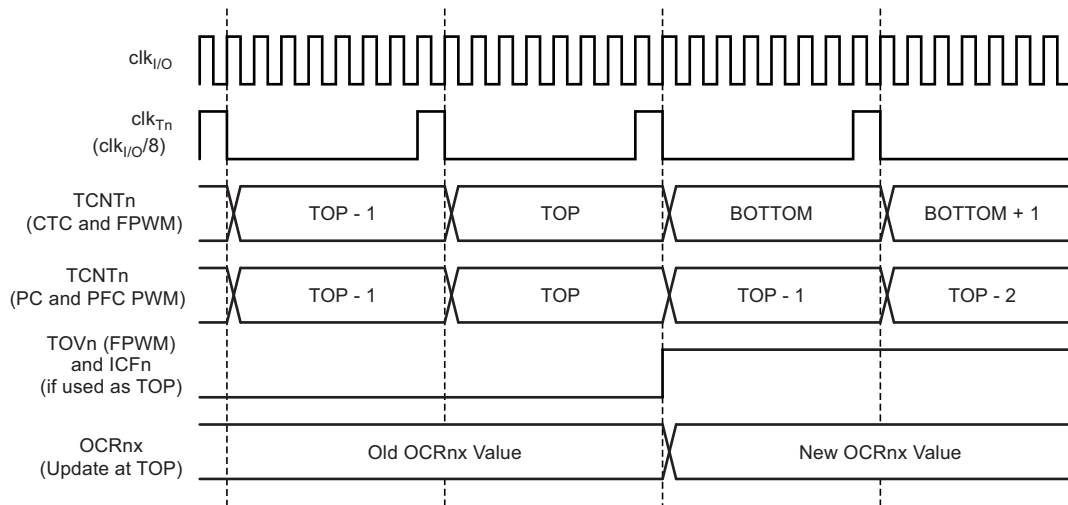 clkI/O
clkTn
(clkI/O/8)
TCNTn
(CTC and FPWM)
TOP - 1
TOP
BOTTOM
BOTTOM + 1
TCNTn
(PC and PFC PWM)
TOP - 1
TOP
TOP - 1
TOP - 2
TOVn (FPWM)
and ICFn
(if used as TOP)
OCRnx
(Update at TOP)
Old OCRnx Value
New OCRnx Value